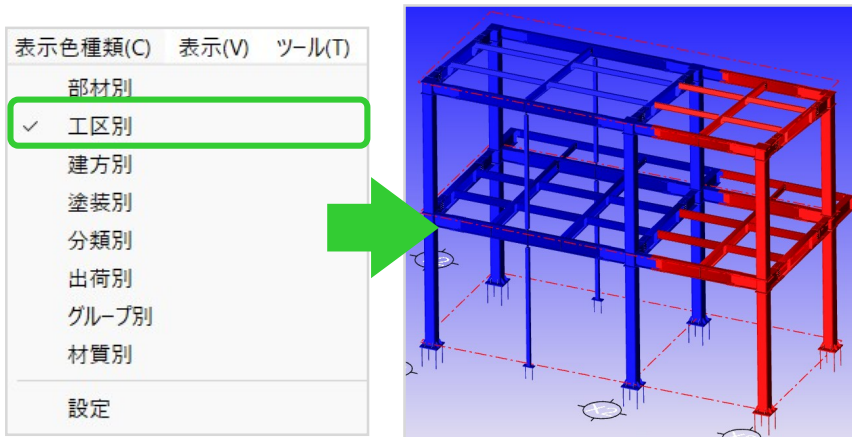 表示色種類(C) 表示(V) ツール(T)
部材別
✓ 工区別
建方別
塗装別
分類別
出荷別
グループ別
材質別
設定
X2